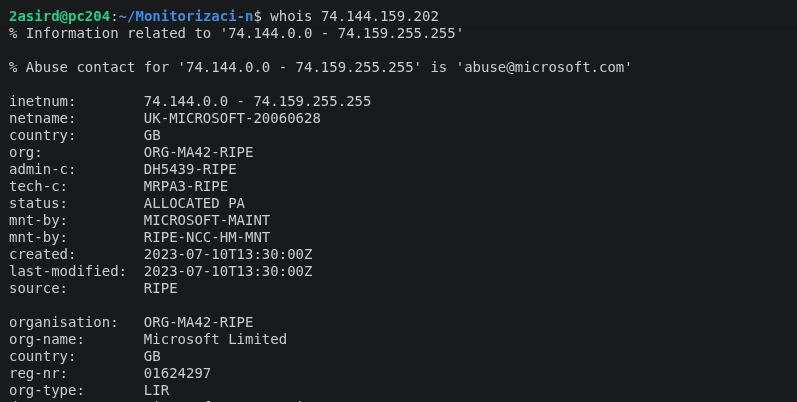 2asird@pc204:~/Monitorizaci-n$ whois 74.144.159.202
% Information related to '74.144.0.0 - 74.159.255.255'
% Abuse contact for '74.144.0.0 - 74.159.255.255' is 'abuse@microsoft.com'
inetnum:        74.144.0.0 - 74.159.255.255
netname:        UK-MICROSOFT-20060628
country:        GB
org:            ORG-MA42-RIPE
admin-c:        DH5439-RIPE
tech-c:         MRPA3-RIPE
status:         ALLOCATED PA
mnt-by:         MICROSOFT-MAINT
mnt-by:         RIPE-NCC-HM-MNT
created:        2023-07-10T13:30:00Z
last-modified:  2023-07-10T13:30:00Z
source:         RIPE
organisation:   ORG-MA42-RIPE
org-name:       Microsoft Limited
country:        GB
reg-nr:         01624297
org-type:       LIR